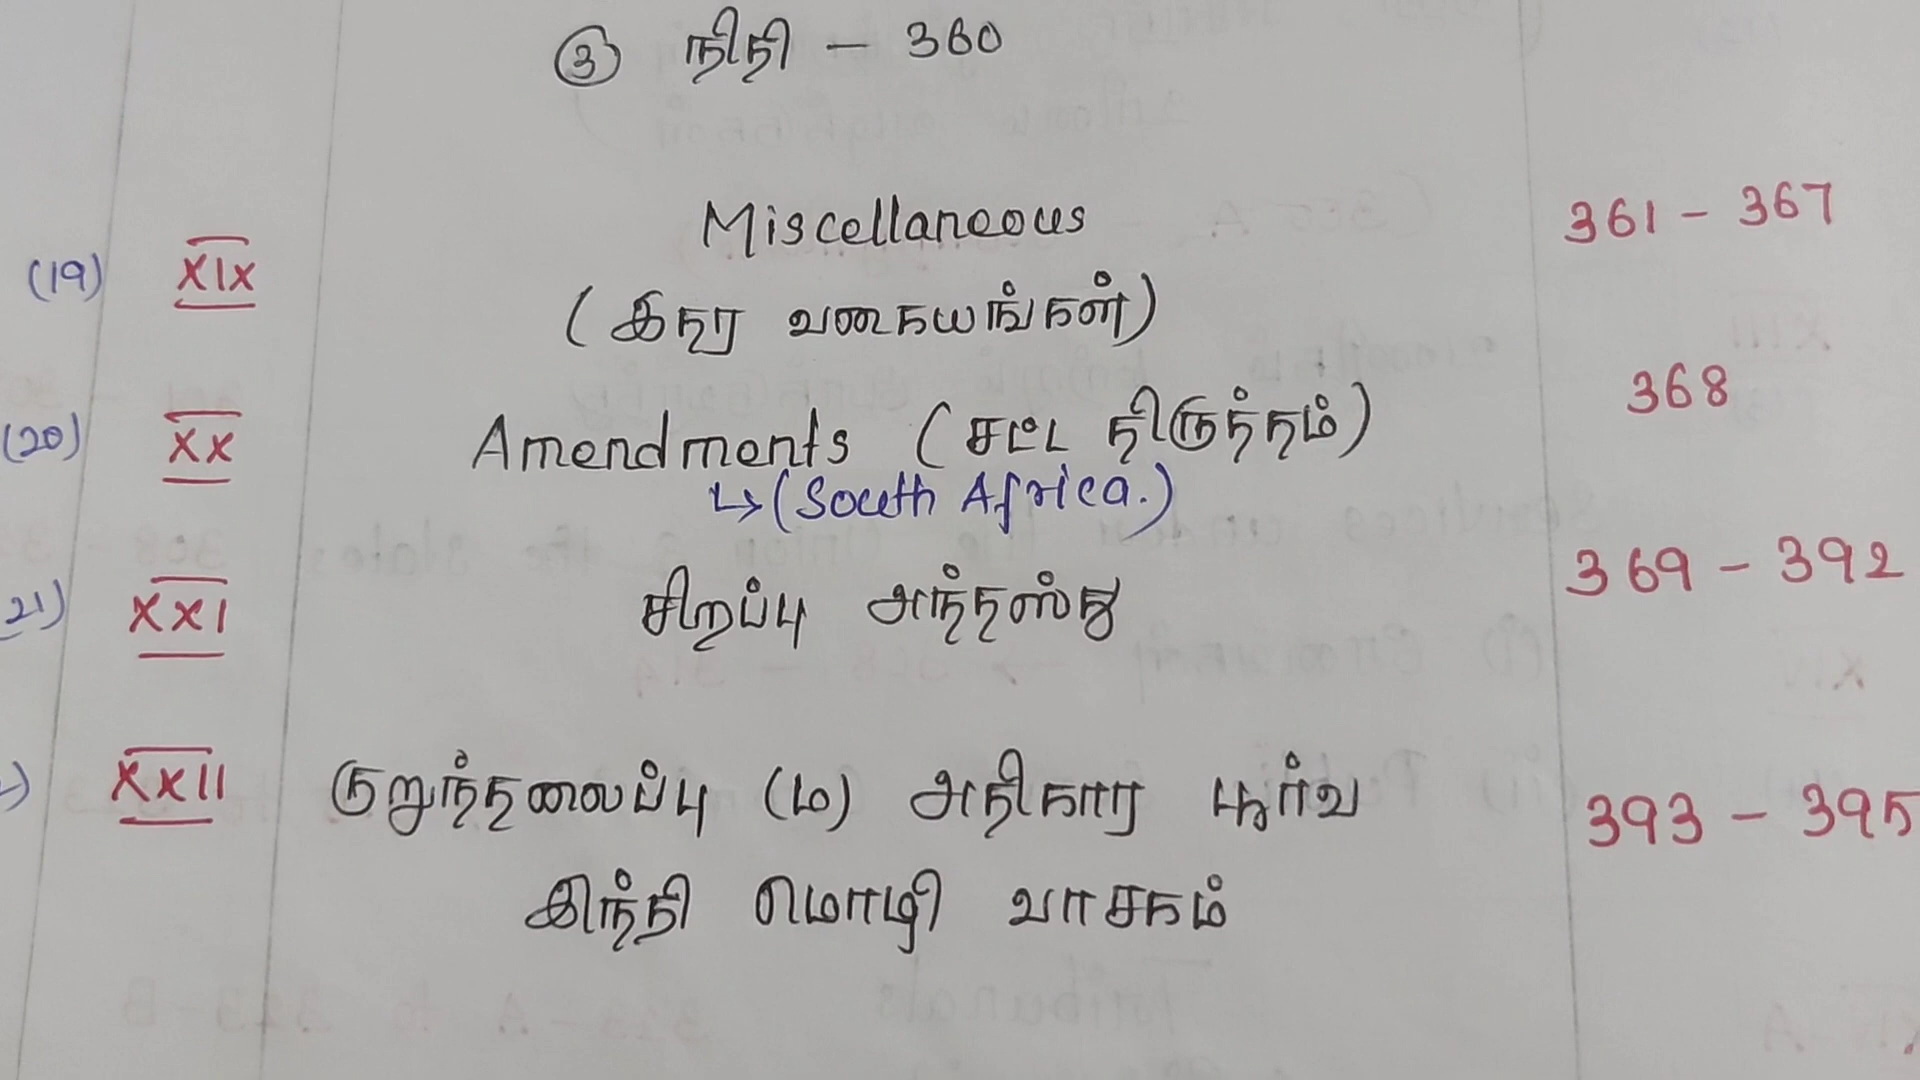 ③ நிதி - 360
(19) XIX Miscellaneous 361 - 367
(இதர வகையங்கள்)
(20) XX Amendments (சட்ட திருத்தம்) 368
↳ (South Africa.)
21) XXI சிறப்பு அந்தஸ்து 369 - 392
) XXII குறுந்தலைப்பு (ம) அதிகார பூர்வ 393 - 395
இந்தி மொழி வாசகம்